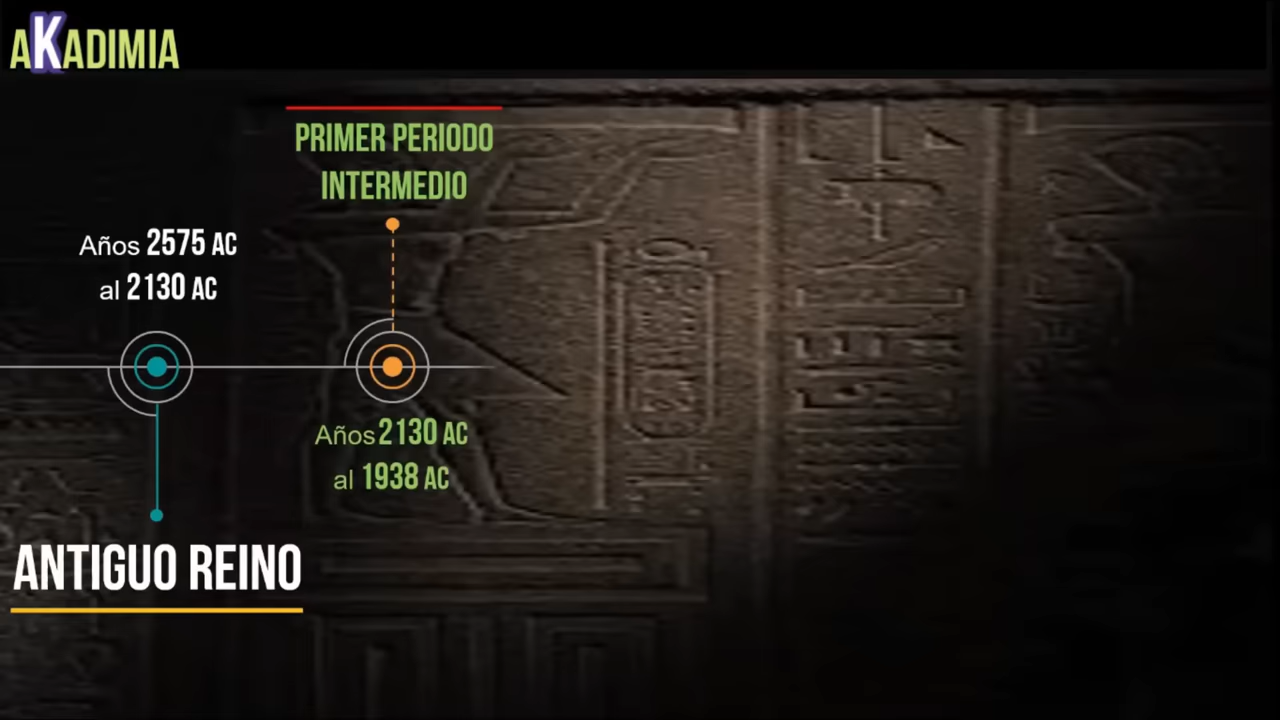 AKADIMIA
PRIMER PERIODO
INTERMEDIO
Años 2575 AC
al 2130 AC
Años 2130 AC
al 1938 AC
ANTIGUO REINO